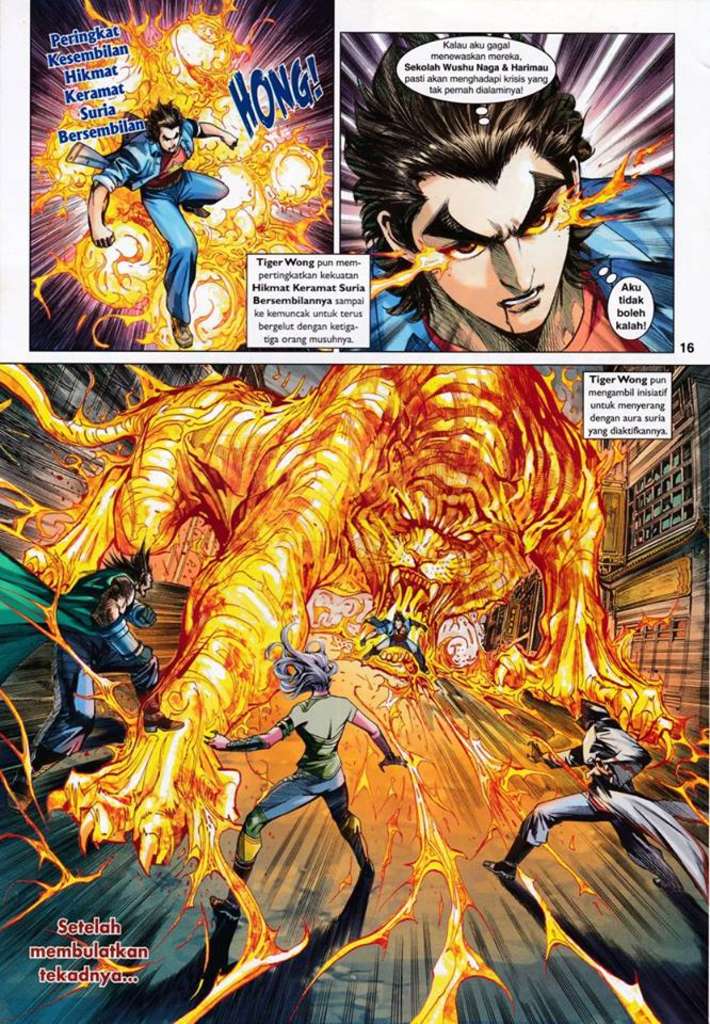 Peringkat
Kesembilan
Hikmat
Keramat
Suria
Bersembilan
HONG!
Tiger Wong pun mem-
pertingkatkan kekuatan
Hikmat Keramat Suria
Bersembilannya sampai
ke kemuncak untuk terus
bergelut dengan ketiga-
tiga orang musuhnya.
Kalau aku gagal
menewaskan mereka,
Sekolah Wushu Naga & Harimau
pasti akan menghadapi krisis yang
tak pernah dialaminya!
Aku
tidak
boleh
kalah!
16
Tiger Wong pun
mengambil inisiatif
untuk menyerang
dengan aura suria
yang diaktifkannya.
Setelah
membulatkan
tekadnya...